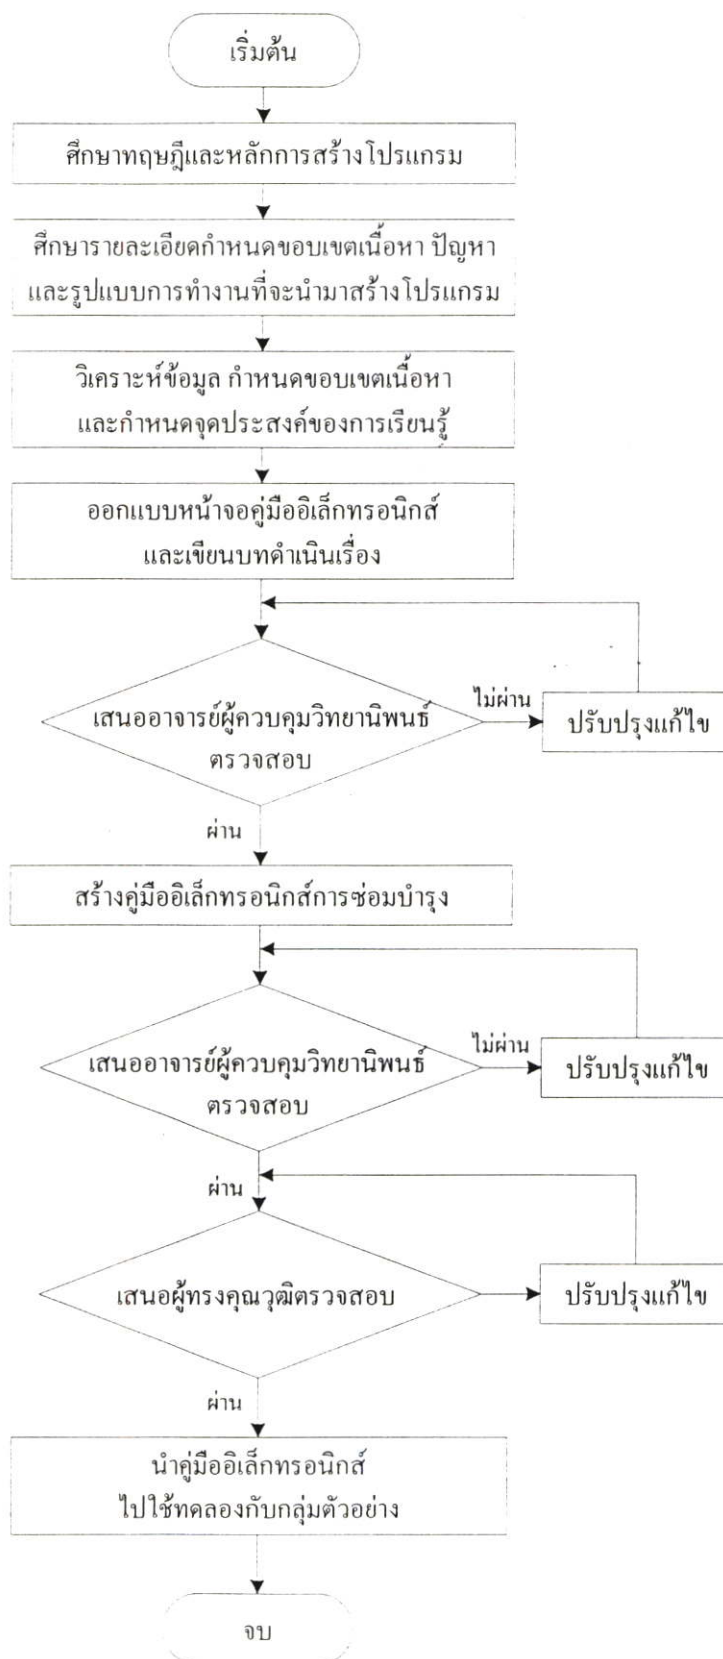 เริ่มต้น
ศึกษาทฤษฎีและหลักการสร้างโปรแกรม
ศึกษารายละเอียดกำหนดขอบเขตเนื้อหา ปัญหา
และรูปแบบการทำงานที่จะนำมาสร้างโปรแกรม
วิเคราะห์ข้อมูล กำหนดขอบเขตเนื้อหา
และกำหนดจุดประสงค์ของการเรียนรู้
ออกแบบหน้าจอคู่มืออิเล็กทรอนิกส์
และเขียนบทดำเนินเรื่อง
เสนออาจารย์ผู้ควบคุมวิทยานิพนธ์
ตรวจสอบ
ไม่ผ่าน
ปรับปรุงแก้ไข
ผ่าน
สร้างคู่มืออิเล็กทรอนิกส์การซ่อมบำรุง
เสนออาจารย์ผู้ควบคุมวิทยานิพนธ์
ตรวจสอบ
ไม่ผ่าน
ปรับปรุงแก้ไข
ผ่าน
เสนอผู้ทรงคุณวุฒิตรวจสอบ
ปรับปรุงแก้ไข
ผ่าน
นำคู่มืออิเล็กทรอนิกส์
ไปใช้ทดลองกับกลุ่มตัวอย่าง
จบ